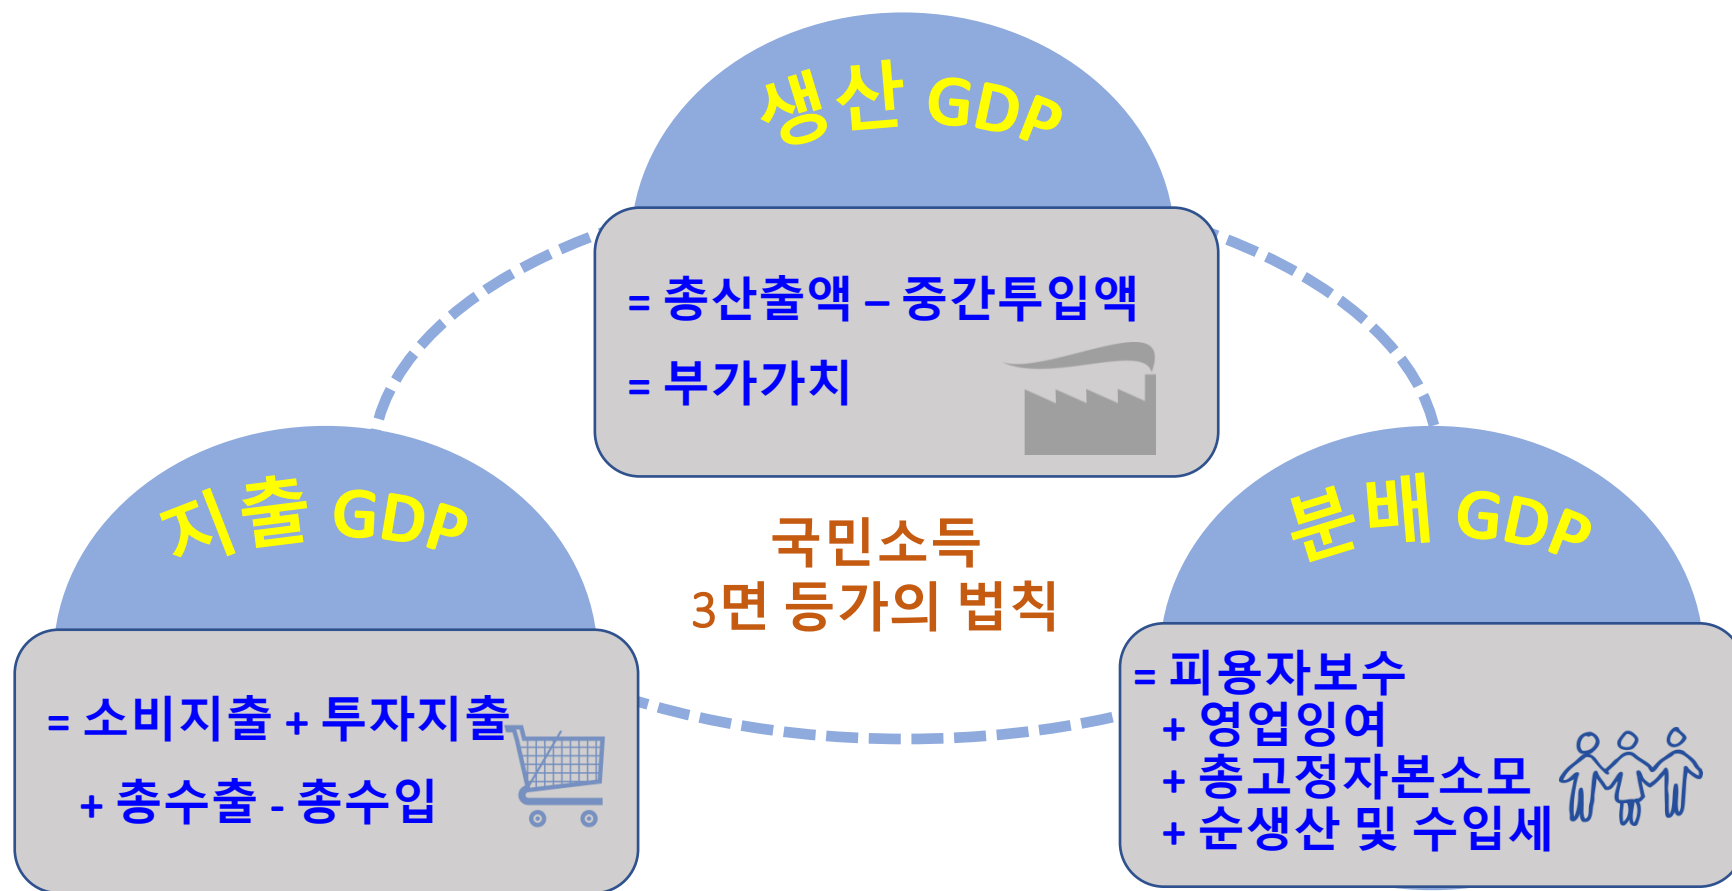 생산 GDP
= 총산출액 – 중간투입액
= 부가가치
지출 GDP
= 소비지출 + 투자지출
+ 총수출 - 총수입
국민소득
3면 등가의 법칙
분배 GDP
= 피용자보수
+ 영업잉여
+ 총고정자본소모
+ 순생산 및 수입세